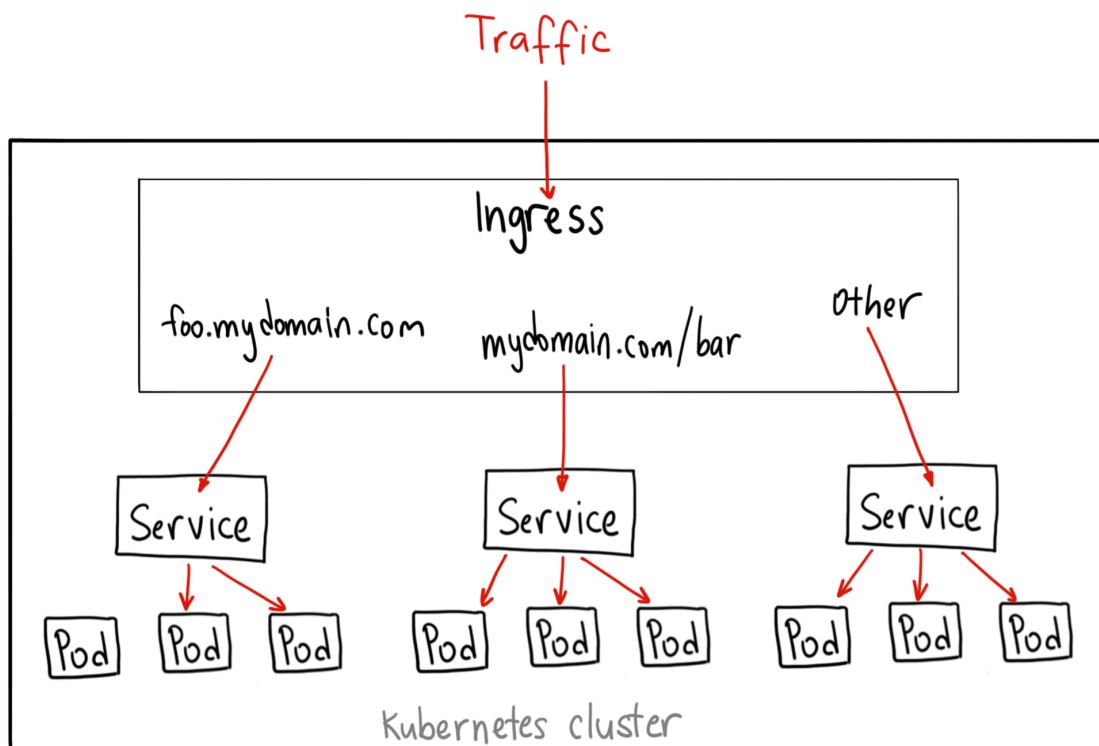 Traffic
Ingress
foo.mydomain.com
mydomain.com/bar
other
Service
Service
Service
Pod
Pod
Pod
Pod
Pod
Pod
Pod
Pod
Pod
Kubernetes cluster